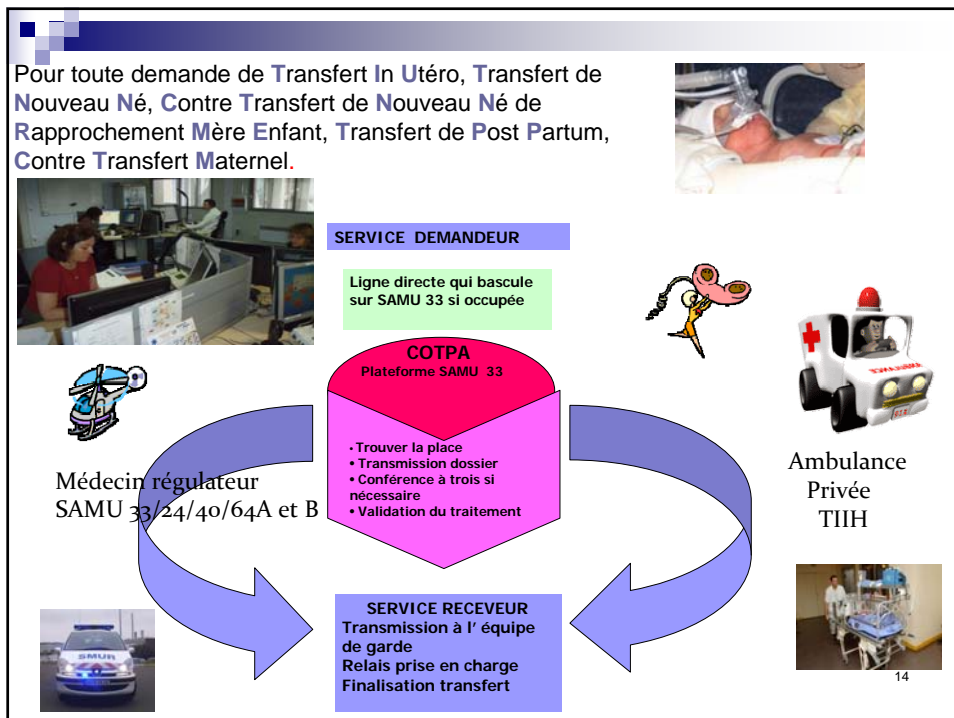 Pour toute demande de Transfert In Utéro, Transfert de
Nouveau Né, Contre Transfert de Nouveau Né de
Rapprochement Mère Enfant, Transfert de Post Partum,
Contre Transfert Maternel.
SERVICE DEMANDEUR
Ligne directe qui bascule
sur SAMU 33 si occupée
COTPA
Plateforme SAMU 33
• Trouver la place
• Transmission dossier
• Conférence à trois si
nécessaire
• Validation du traitement
Médecin régulateur
SAMU 33/24/40/64A et B
Ambulance
Privée
TIIH
SERVICE RECEVEUR
Transmission à l' équipe
de garde
Relais prise en charge
Finalisation transfert
SMUR
14